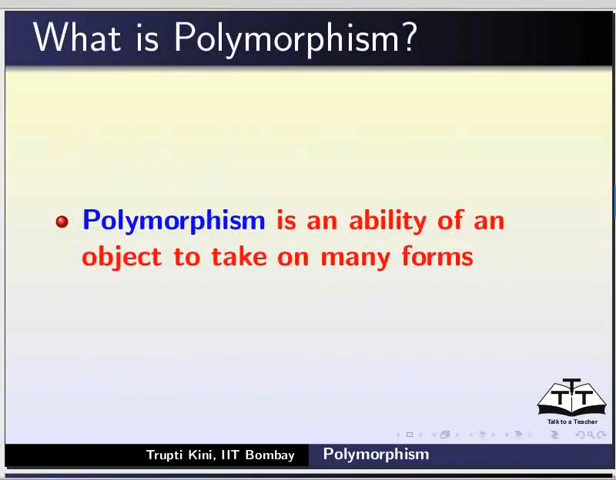 What is Polymorphism?
Polymorphism is an ability of an
object to take on many forms
T
T T
Talk to a Teacher
Trupti Kini, IIT Bombay Polymorphism